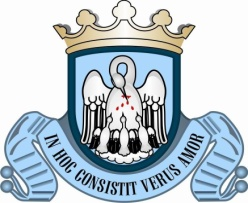 IN HOC CONSISTIT VERUS AMOR